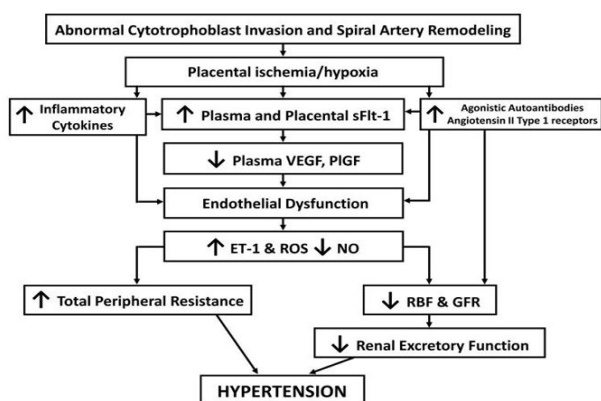 Abnormal Cytotrophoblast Invasion and Spiral Artery Remodeling
Placental ischemia/hypoxia
↑ Inflammatory
Cytokines
↑ Plasma and Placental sFlt-1
↑ Agonistic Autoantibodies
Angiotensin II Type 1 receptors
↓ Plasma VEGF, PlGF
Endothelial Dysfunction
↑ ET-1 & ROS ↓ NO
↑ Total Peripheral Resistance
↓ RBF & GFR
↓ Renal Excretory Function
HYPERTENSION